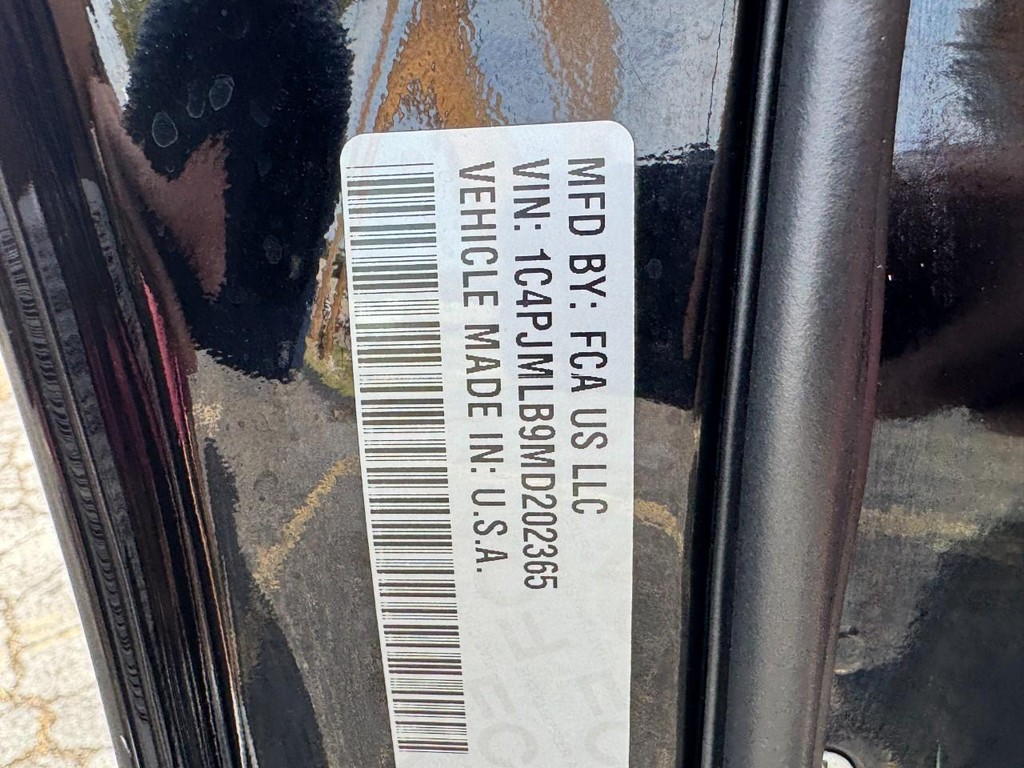 MFD BY: FCA US LLC
VIN: 1C4PJMLB9MD202365
VEHICLE MADE IN: U.S.A.